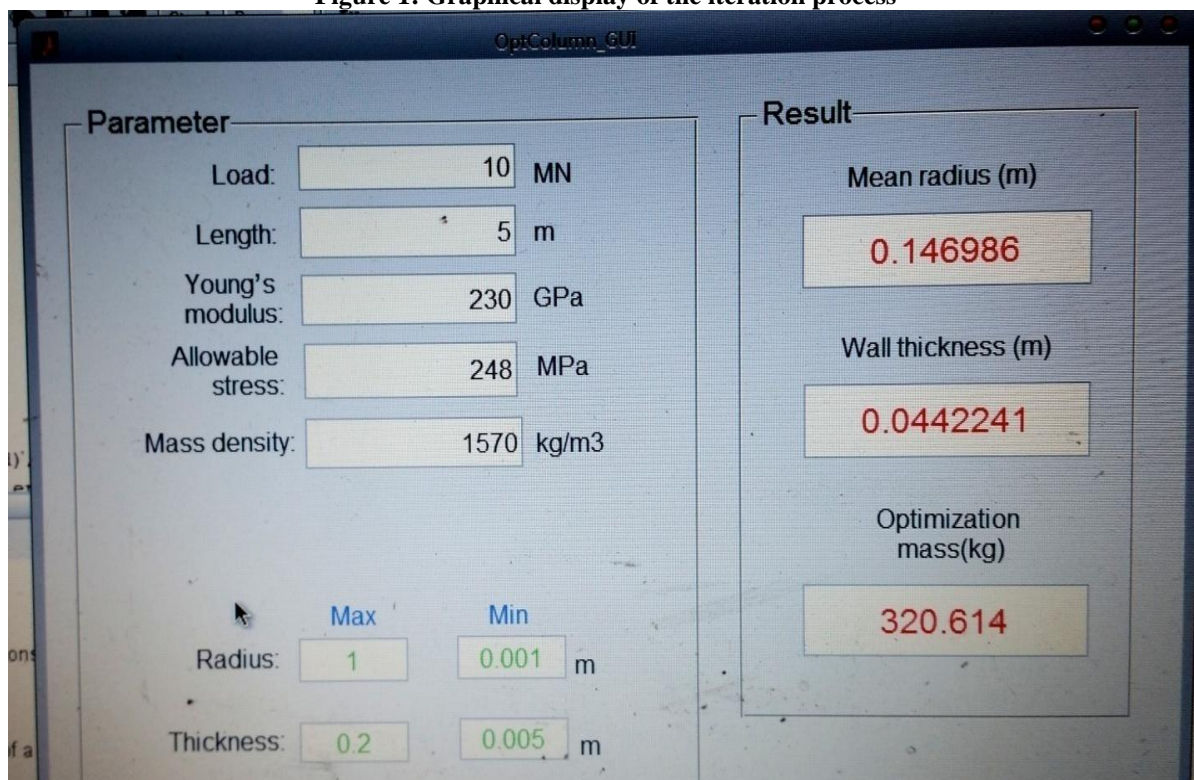 Figure 1: Graphical display of the iteration process
OptColumn_GUI
Parameter
Load: 10 MN
Length: 5 m
Young's
modulus: 230 GPa
Allowable
stress: 248 MPa
Mass density: 1570 kg/m3
Max Min
Radius: 1 0.001 m
Thickness: 0.2 0.005 m
Result
Mean radius (m)
0.146986
Wall thickness (m)
0.0442241
Optimization
mass(kg)
320.614
ons
of a